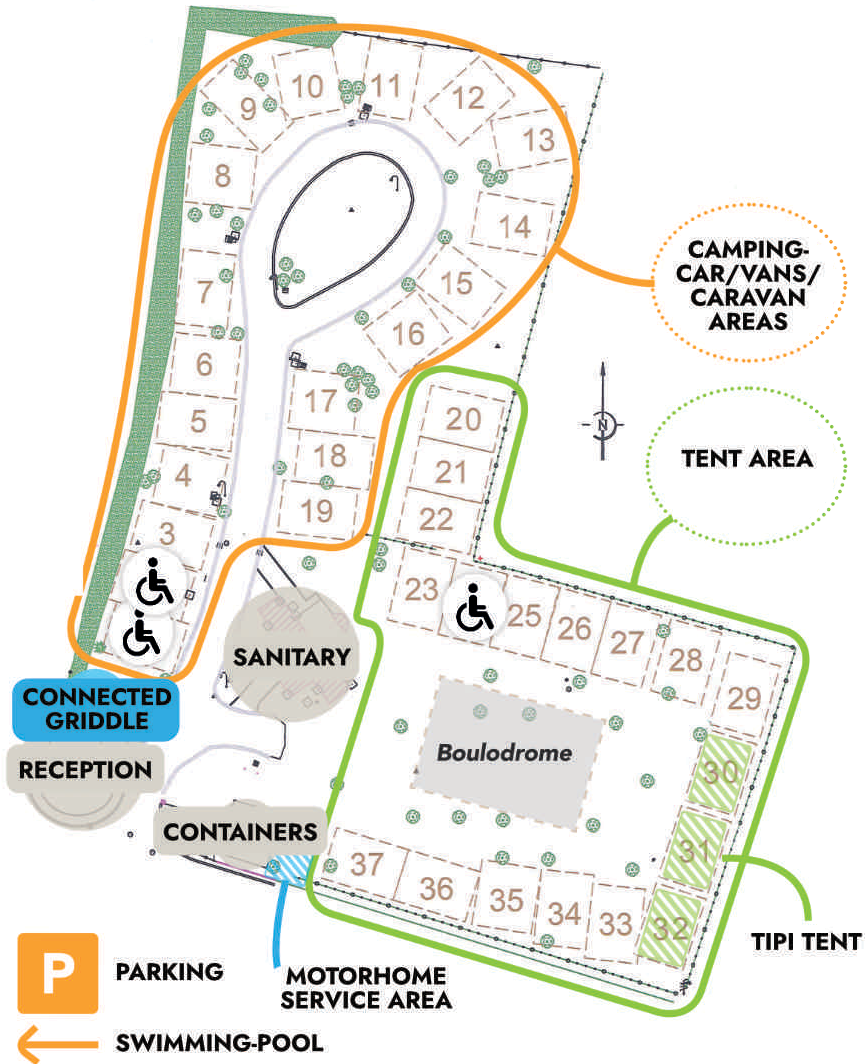 10
11
9
12
13
8
14
15
7
16
6
17
5
18
4
19
3
CAMPING-
CAR/VANS/
CARAVAN
AREAS
N
20
21
22
23
25
26
27
28
29
30
31
32
33
34
35
36
37
TENT AREA
SANITARY
CONNECTED
GRIDDLE
RECEPTION
CONTAINERS
Boulodrome
TIPI TENT
MOTORHOME
SERVICE AREA
P
PARKING
SWIMMING-POOL